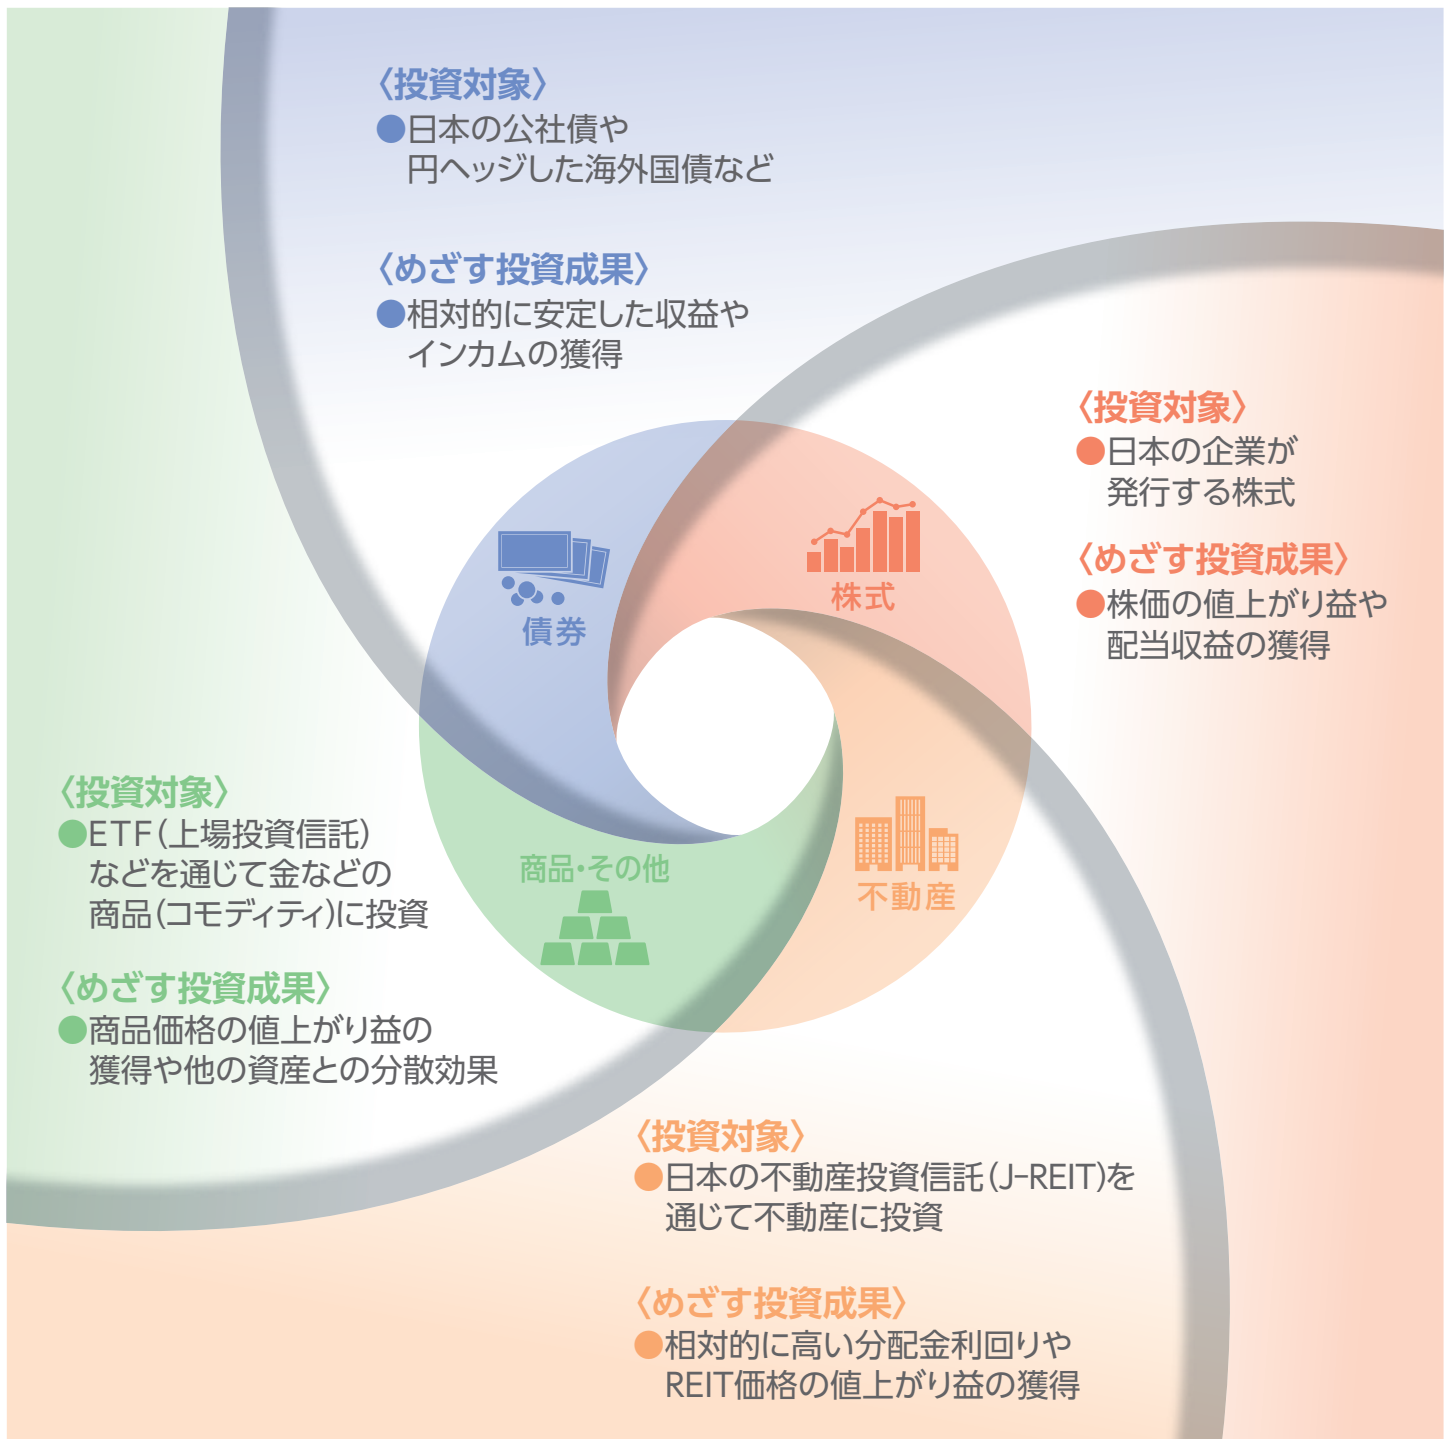 〈投資対象〉
●日本の公社債や
円ヘッジした海外国債など
〈めざす投資成果〉
●相対的に安定した収益や
インカムの獲得
債券
〈投資対象〉
●日本の企業が
発行する株式
〈めざす投資成果〉
●株価の値上がり益や
配当収益の獲得
株式
〈投資対象〉
●ETF(上場投資信託)
などを通じて金などの
商品(コモディティ)に投資
〈めざす投資成果〉
●商品価格の値上がり益の
獲得や他の資産との分散効果
商品・その他
不動産
〈投資対象〉
●日本の不動産投資信託(J-REIT)を
通じて不動産に投資
〈めざす投資成果〉
●相対的に高い分配金利回りや
REIT価格の値上がり益の獲得